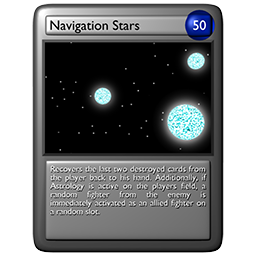 Navigation Stars
50
Recovers the last two destroyed cards from
the player back to his hand. Additionally, if
Astrology is active on the players field, a
random fighter from the enemy is
immediately activated as an allied fighter on
a random slot.